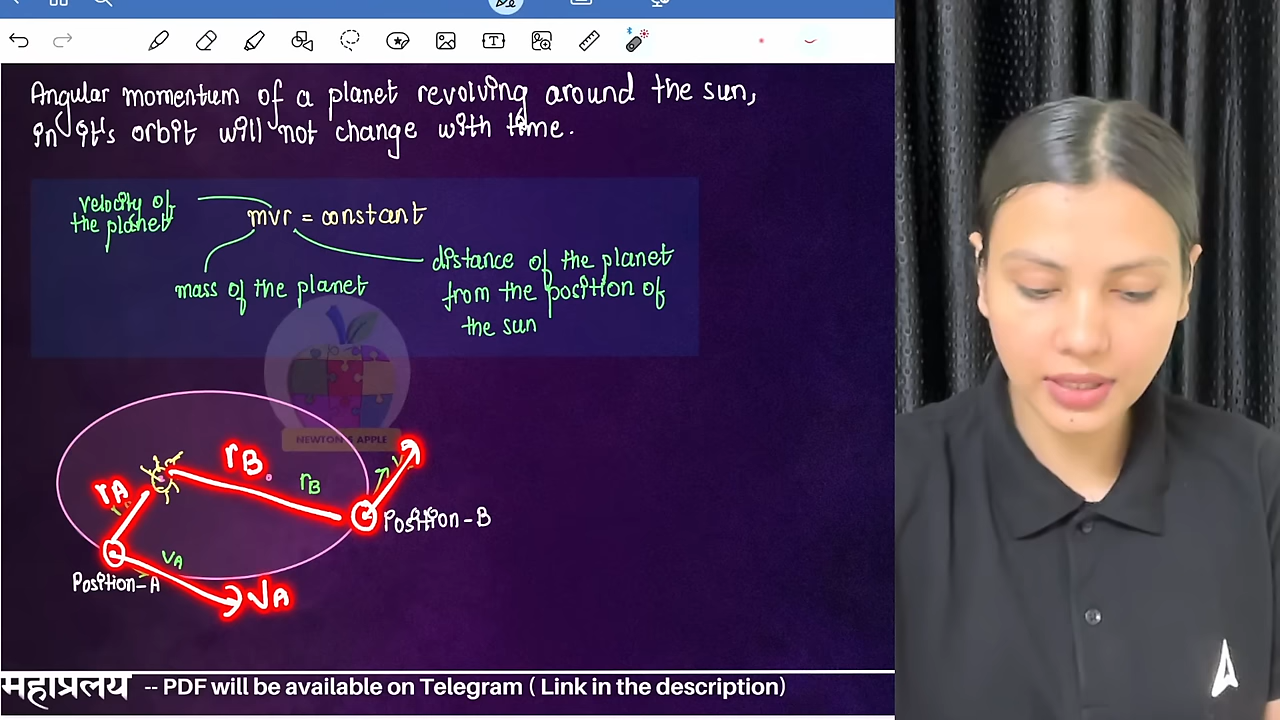 Angular momentum of a planet revolving around the sun,
in it's orbit will not change with time.
velocity of
the planet
mvr = constant
mass of the planet
distance of the planet
from the position of
the sun
NEWTON'S APPLE
rB
rB
rA
Position-B
VA
Position-A
VA
महाप्रलय -- PDF will be available on Telegram ( Link in the description)